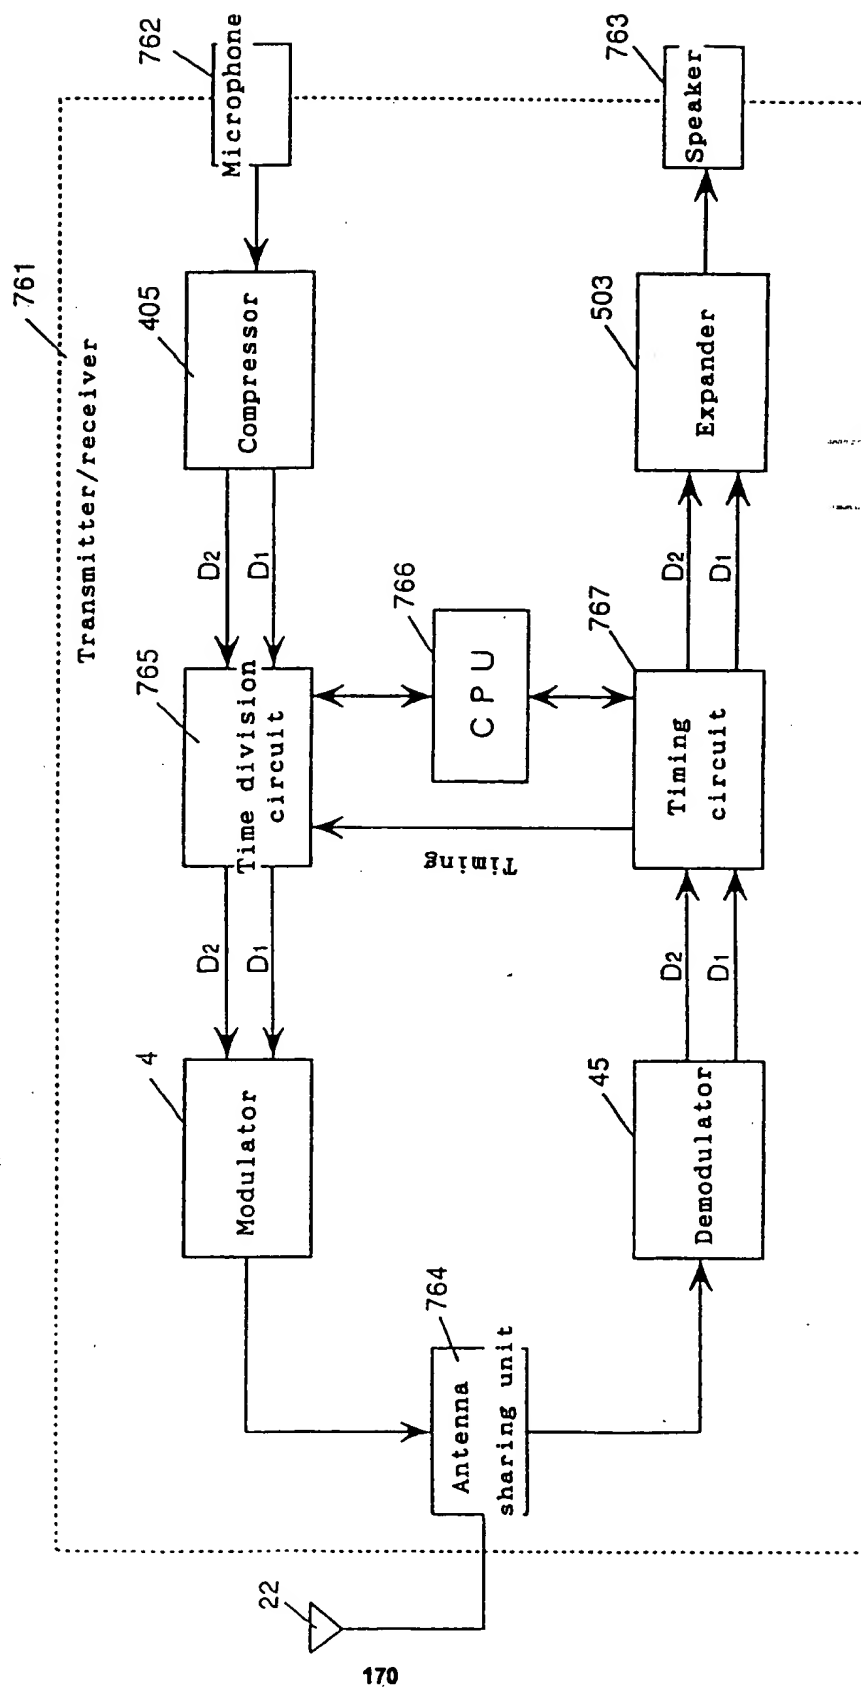 761
Transmitter/receiver
762
Microphone
405
Compressor
D2
D1
765
Time division
circuit
D2
D1
4
Modulator
764
Antenna
sharing unit
22
766
CPU
Timing
763
Speaker
503
Expander
D2
D1
767
Timing
circuit
D2
D1
45
Demodulator
170